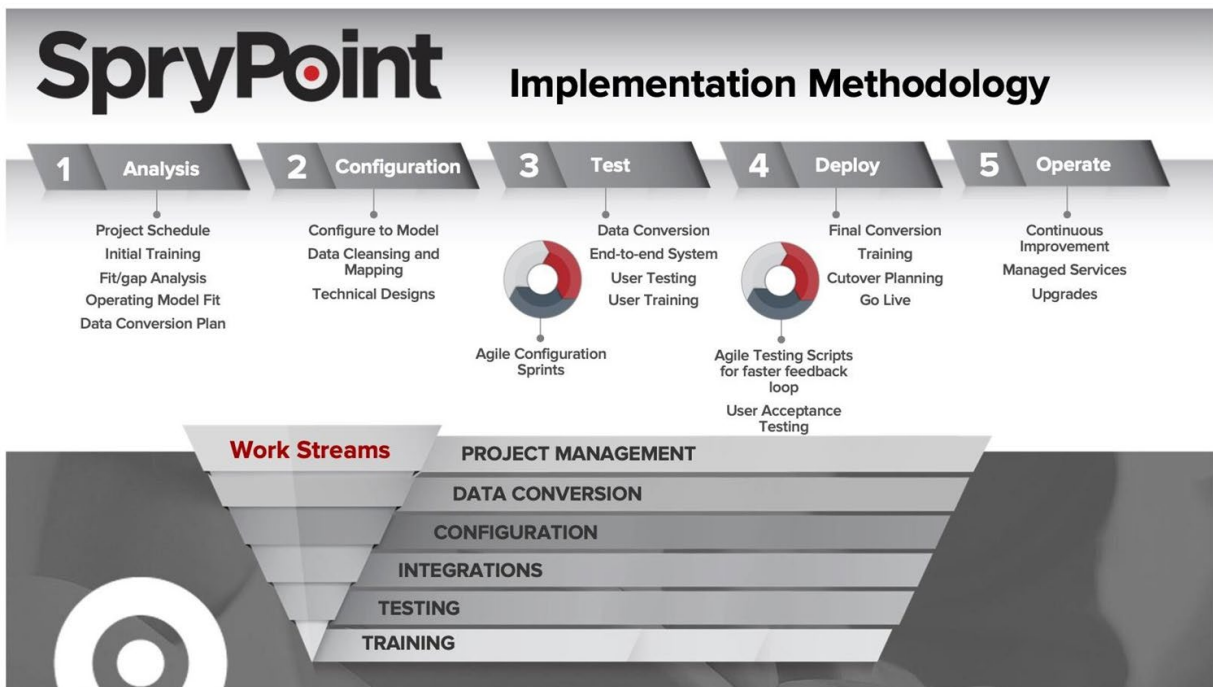 SpryPoint
Implementation Methodology
1 Analysis
Project Schedule
Initial Training
Fit/gap Analysis
Operating Model Fit
Data Conversion Plan
2 Configuration
Configure to Model
Data Cleansing and
Mapping
Technical Designs
3 Test
Data Conversion
End-to-end System
User Testing
User Training
Agile Configuration
Sprints
4 Deploy
Final Conversion
Training
Cutover Planning
Go Live
Agile Testing Scripts
for faster feedback
loop
User Acceptance
Testing
5 Operate
Continuous
Improvement
Managed Services
Upgrades
Work Streams
PROJECT MANAGEMENT
DATA CONVERSION
CONFIGURATION
INTEGRATIONS
TESTING
TRAINING